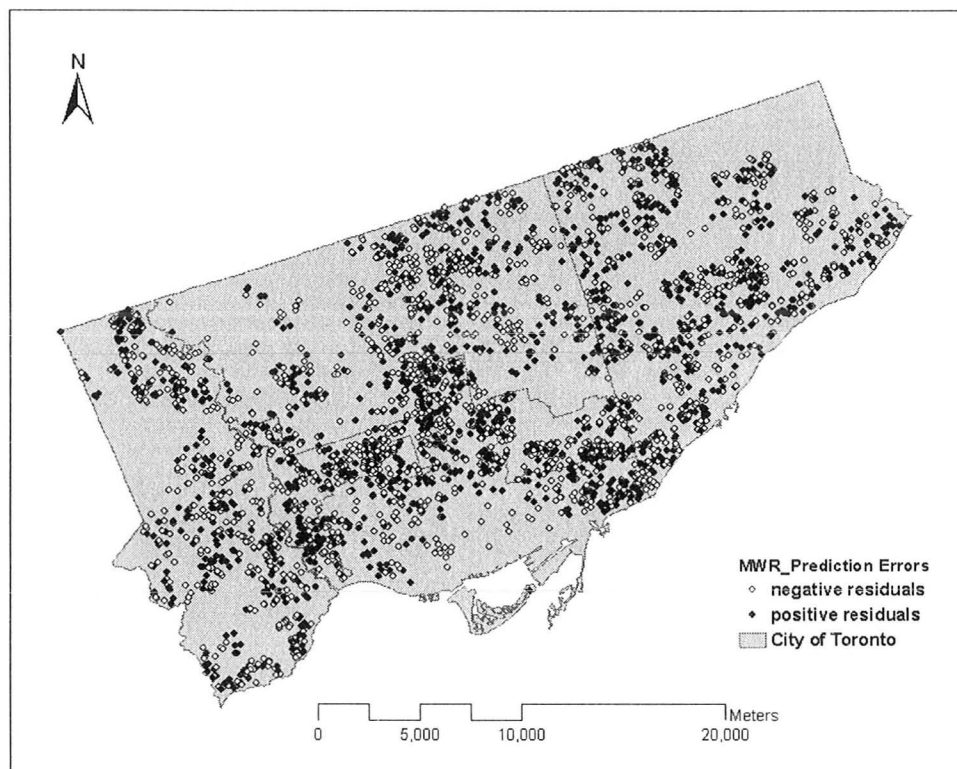 N
MWR_Prediction Errors
negative residuals
positive residuals
City of Toronto
Meters
0 5,000 10,000 20,000